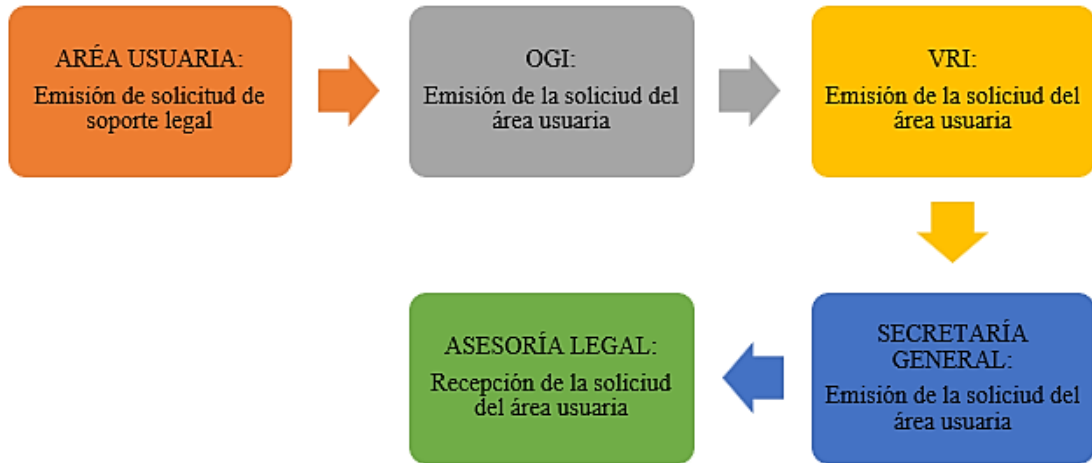 ARÉA USUARIA:
Emisión de solicitud de
soporte legal
OGI:
Emisión de la soliciud del
área usuaria
VRI:
Emisión de la soliciud del
área usuaria
SECRETARÍA
GENERAL:
Emisión de la soliciud del
área usuaria
ASESORÍA LEGAL:
Recepción de la soliciud
del área usuaria